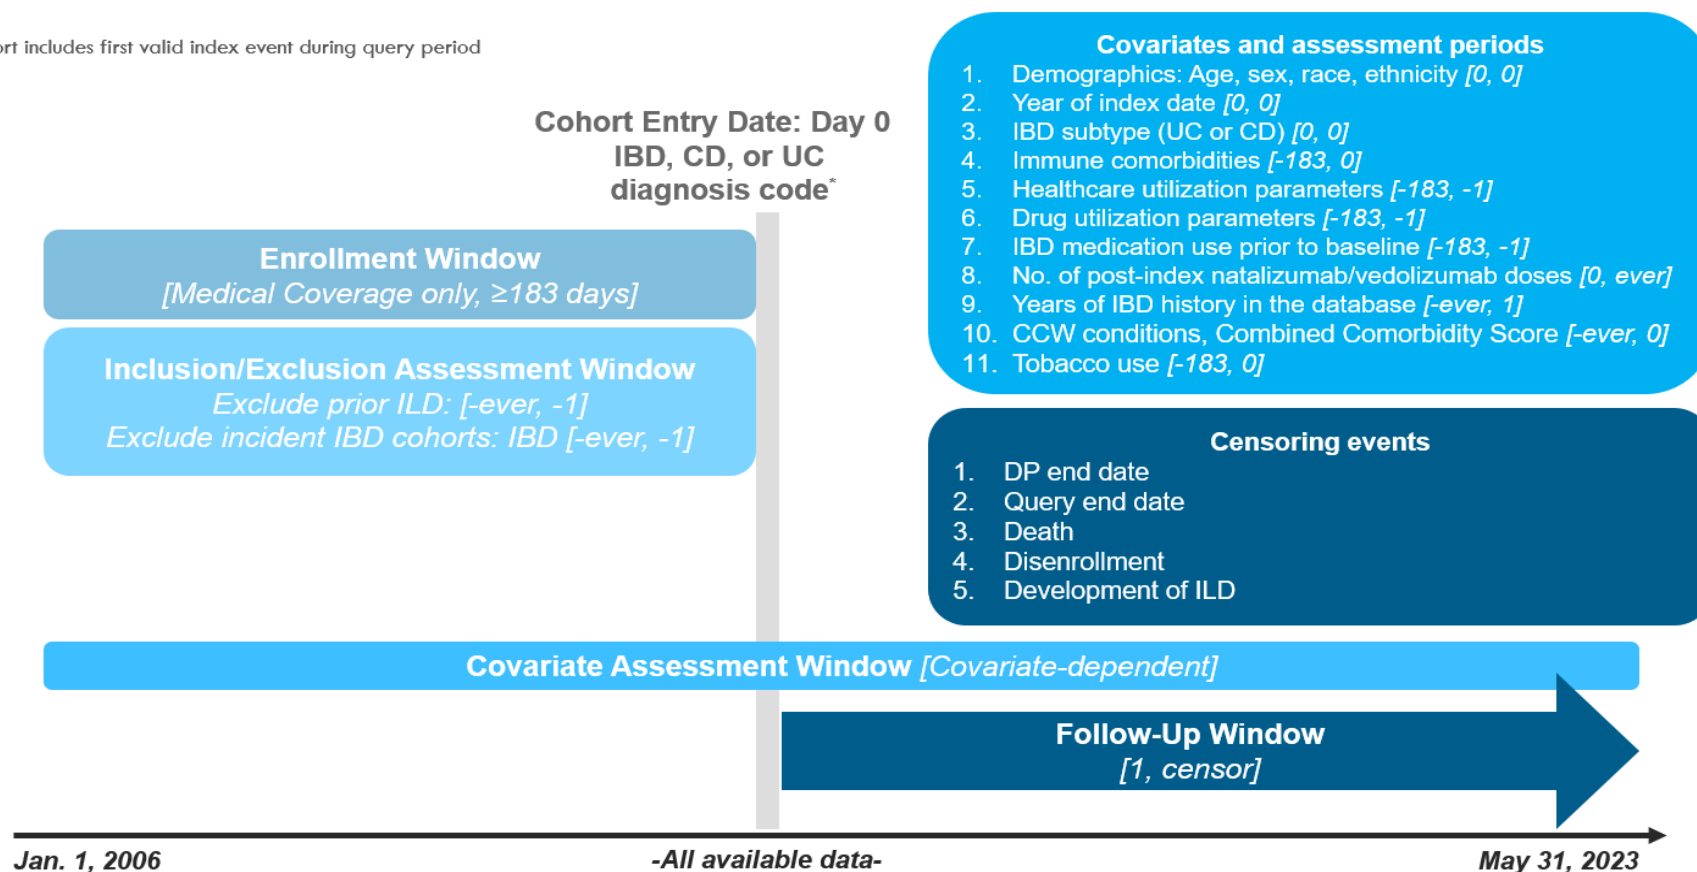 ort includes first valid index event during query period
Cohort Entry Date: Day 0
IBD, CD, or UC
diagnosis code*
Enrollment Window
[Medical Coverage only, ≥183 days]
Inclusion/Exclusion Assessment Window
Exclude prior ILD: [-ever, -1]
Exclude incident IBD cohorts: IBD [-ever, -1]
Covariates and assessment periods
1. Demographics: Age, sex, race, ethnicity [0, 0]
2. Year of index date [0, 0]
3. IBD subtype (UC or CD) [0, 0]
4. Immune comorbidities [-183, 0]
5. Healthcare utilization parameters [-183, -1]
6. Drug utilization parameters [-183, -1]
7. IBD medication use prior to baseline [-183, -1]
8. No. of post-index natalizumab/vedolizumab doses [0, ever]
9. Years of IBD history in the database [-ever, 1]
10. CCW conditions, Combined Comorbidity Score [-ever, 0]
11. Tobacco use [-183, 0]
Censoring events
1. DP end date
2. Query end date
3. Death
4. Disenrollment
5. Development of ILD
Covariate Assessment Window [Covariate-dependent]
Follow-Up Window
[1, censor]
Jan. 1, 2006
-All available data-
May 31, 2023